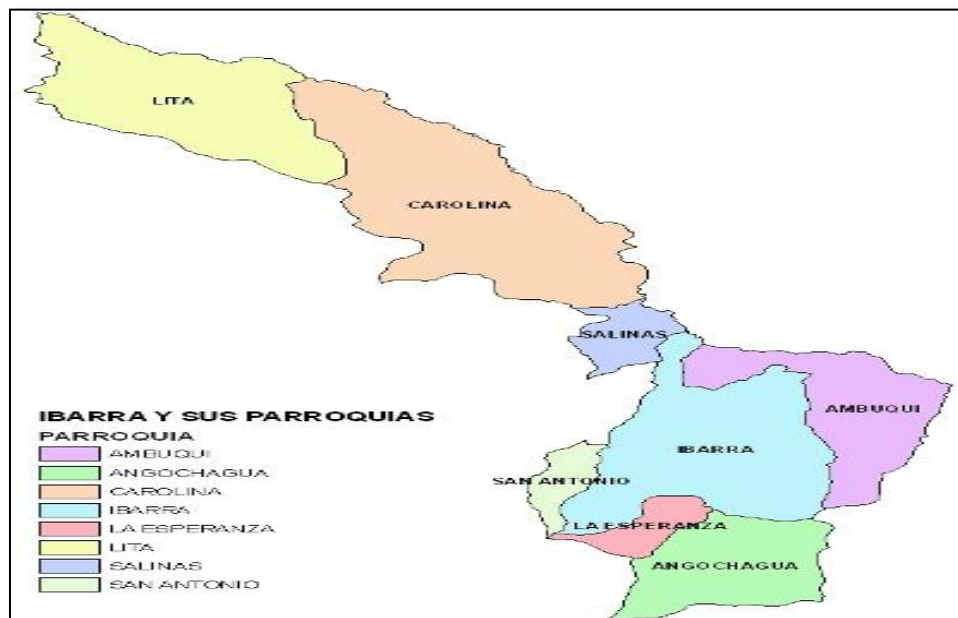 LITA
CAROLINA
SALINAS
AMBUQUI
IBARRA
SAN ANTONIO
LA ESPERANZA
ANGOCHAGUA
IBARRA Y SUS PARROQUIAS
PARROQUIA
AMBUQUI
ANGOCHAGUA
CAROLINA
IBARRA
LA ESPERANZA
LITA
SALINAS
SAN ANTONIO